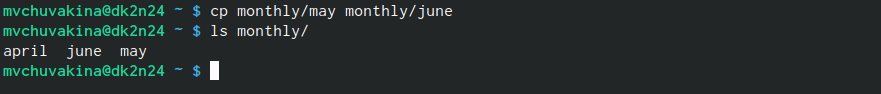 mvchuvakina@dk2n24 ~ $ cp monthly/may monthly/june
mvchuvakina@dk2n24 ~ $ ls monthly/
april  june  may
mvchuvakina@dk2n24 ~ $